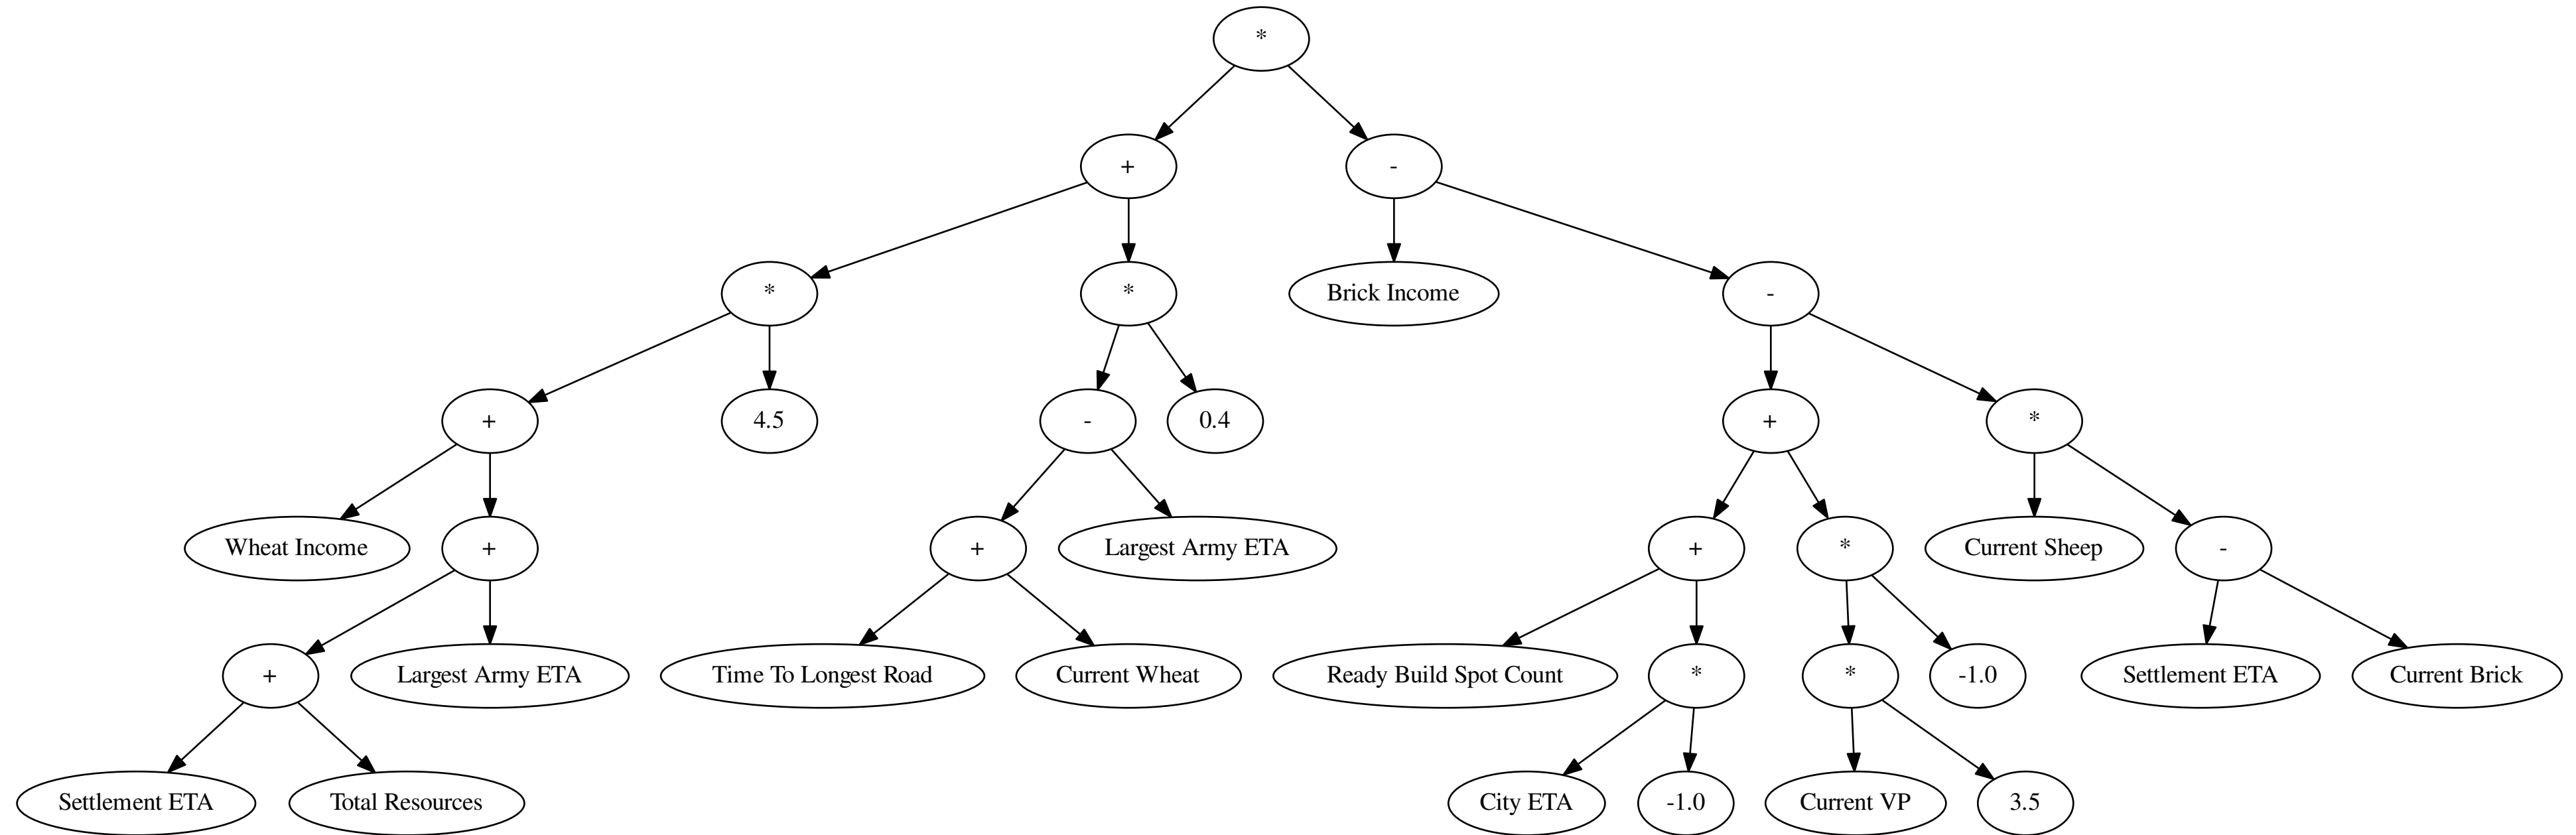 *
+
-
*
*
Brick Income
-
+
4.5
-
0.4
+
*
Wheat Income
+
+
Largest Army ETA
+
*
Current Sheep
-
+
Largest Army ETA
Time To Longest Road
Current Wheat
Ready Build Spot Count
*
*
-1.0
Settlement ETA
Current Brick
Settlement ETA
Total Resources
City ETA
-1.0
Current VP
3.5